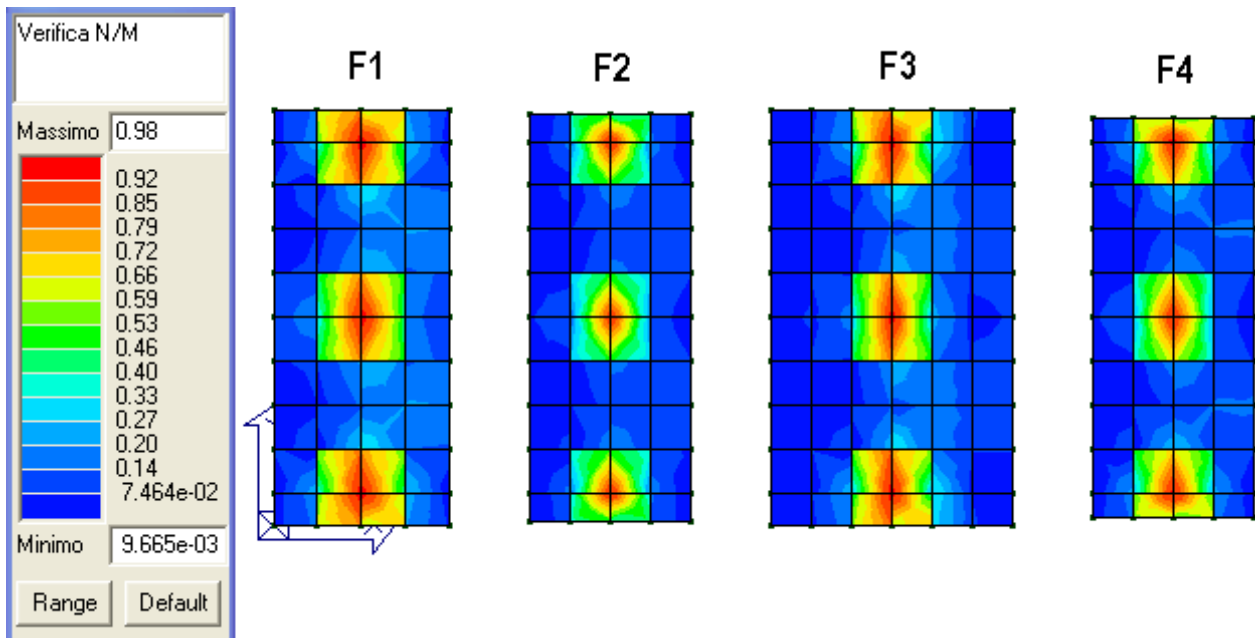 Verifica N/M
F1 F2 F3 F4
Massimo 0.98
0.92
0.85
0.79
0.72
0.66
0.59
0.53
0.46
0.40
0.33
0.27
0.20
0.14
7.464e-02
Minimo 9.665e-03
Range Default